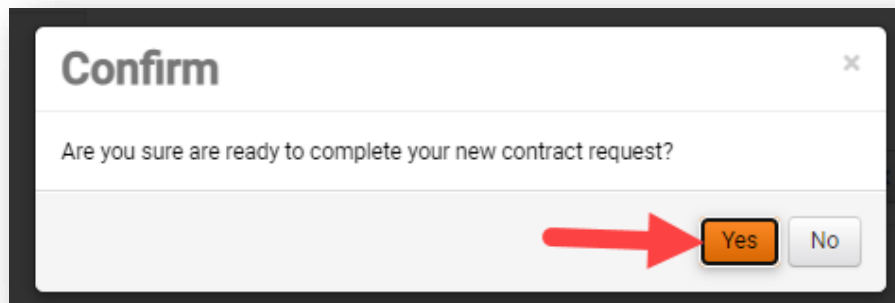 Confirm
×
Are you sure are ready to complete your new contract request?
Yes No